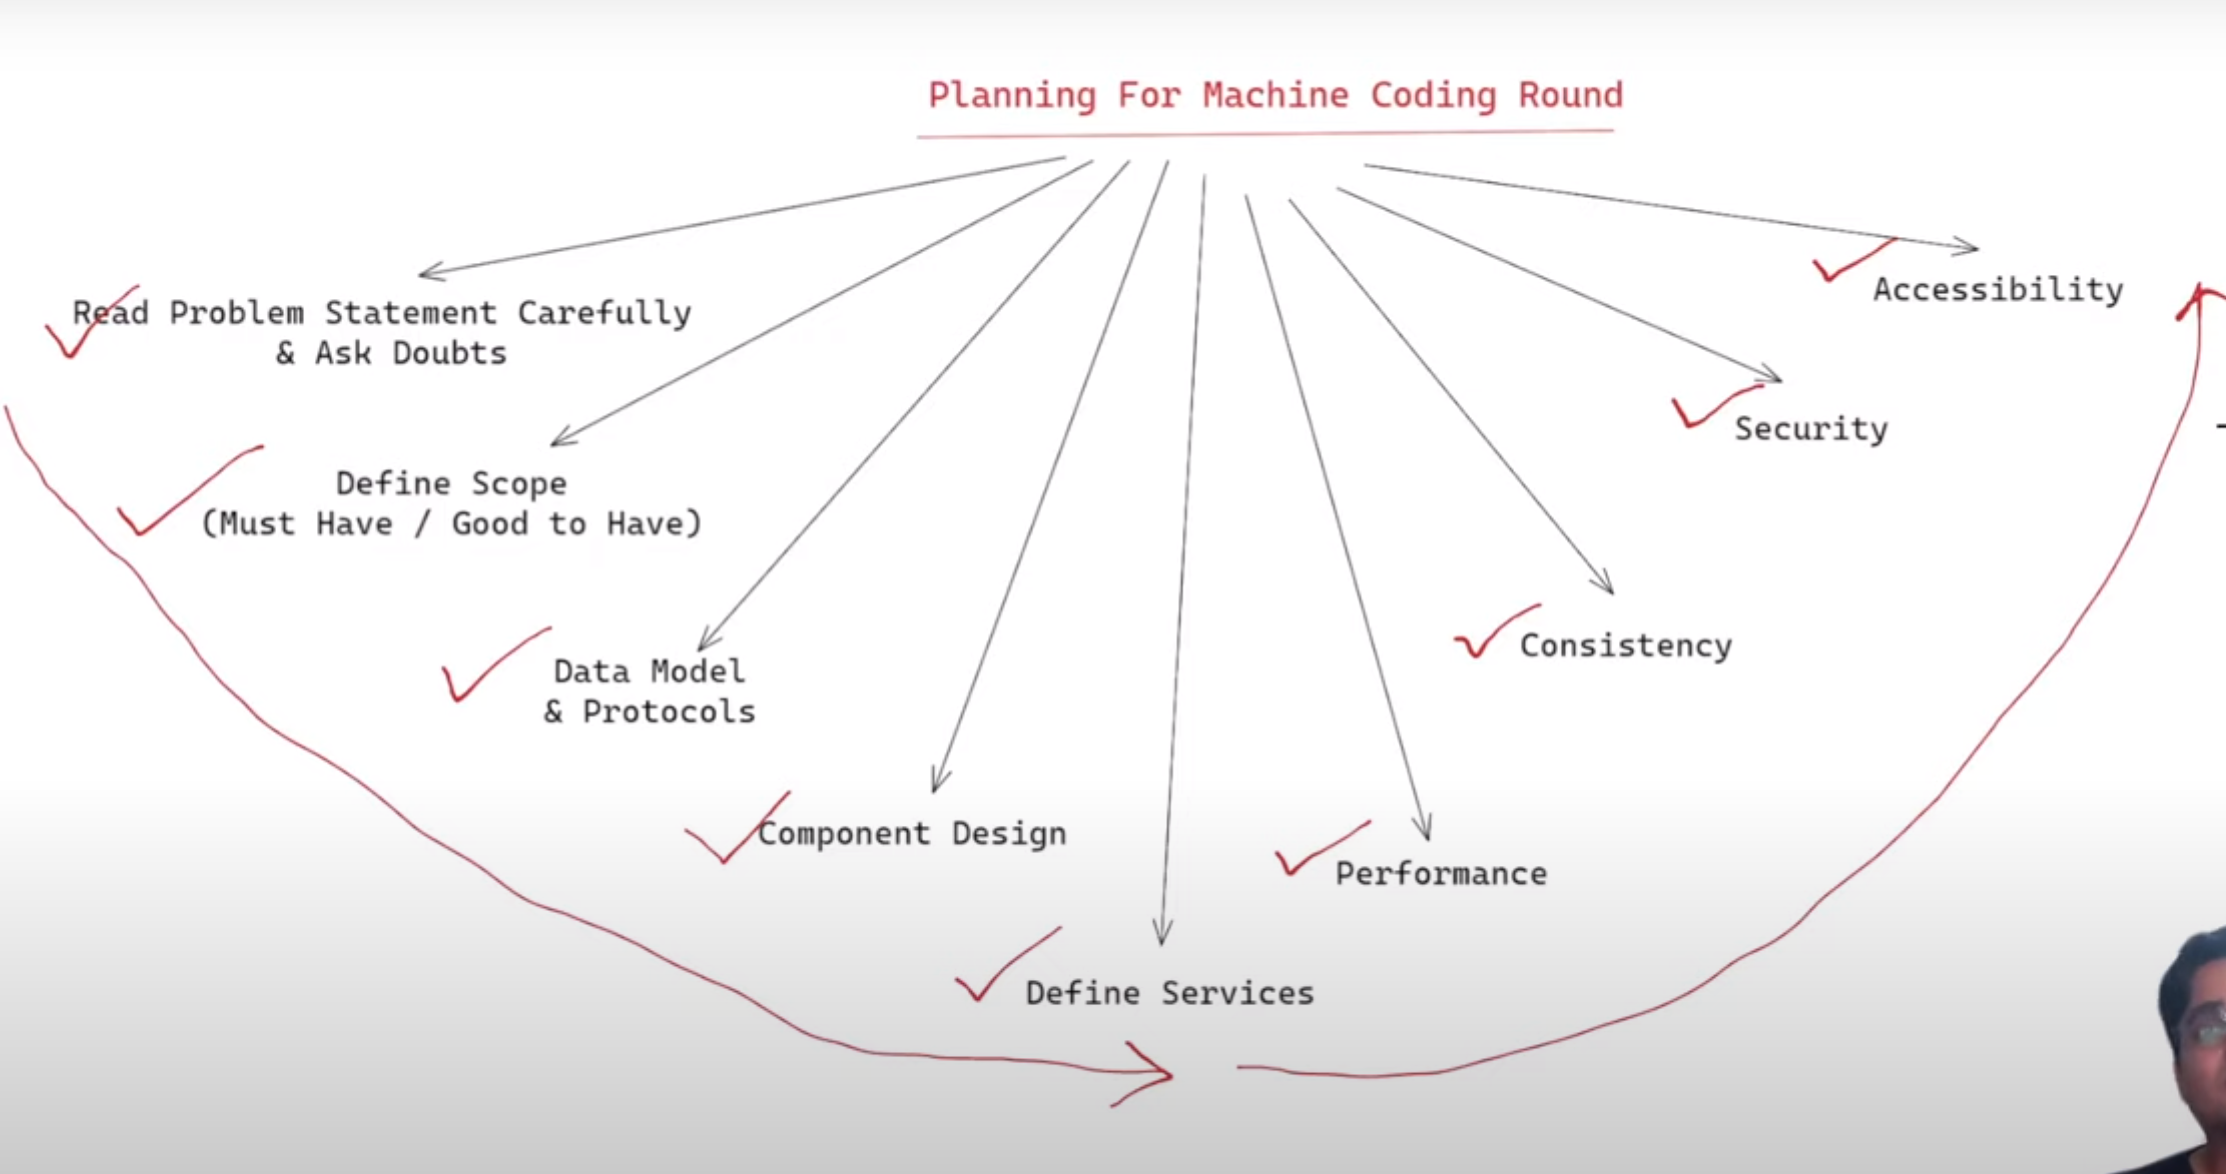 Planning For Machine Coding Round
Read Problem Statement Carefully
& Ask Doubts
Define Scope
(Must Have / Good to Have)
Data Model
& Protocols
Component Design
Define Services
Performance
Consistency
Security
Accessibility